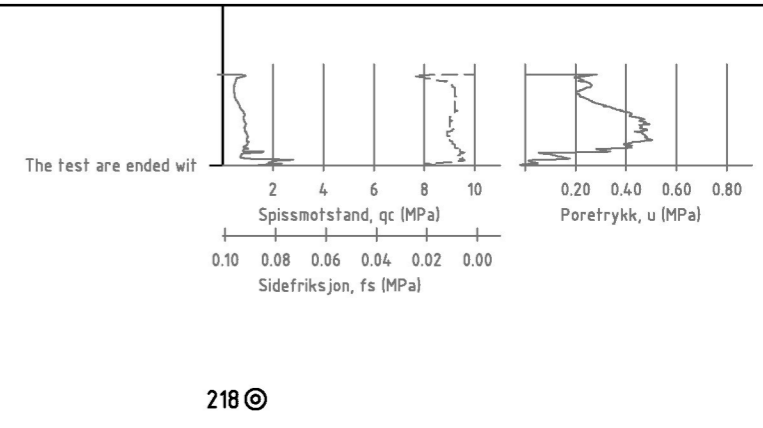 The test are ended wit
2 4 6 8 10
Spissmotstand, qc (MPa)
0.20 0.40 0.60 0.80
Poretrykk, u (MPa)
0.10 0.08 0.06 0.04 0.02 0.00
Sidefriksjon, fs (MPa)
218